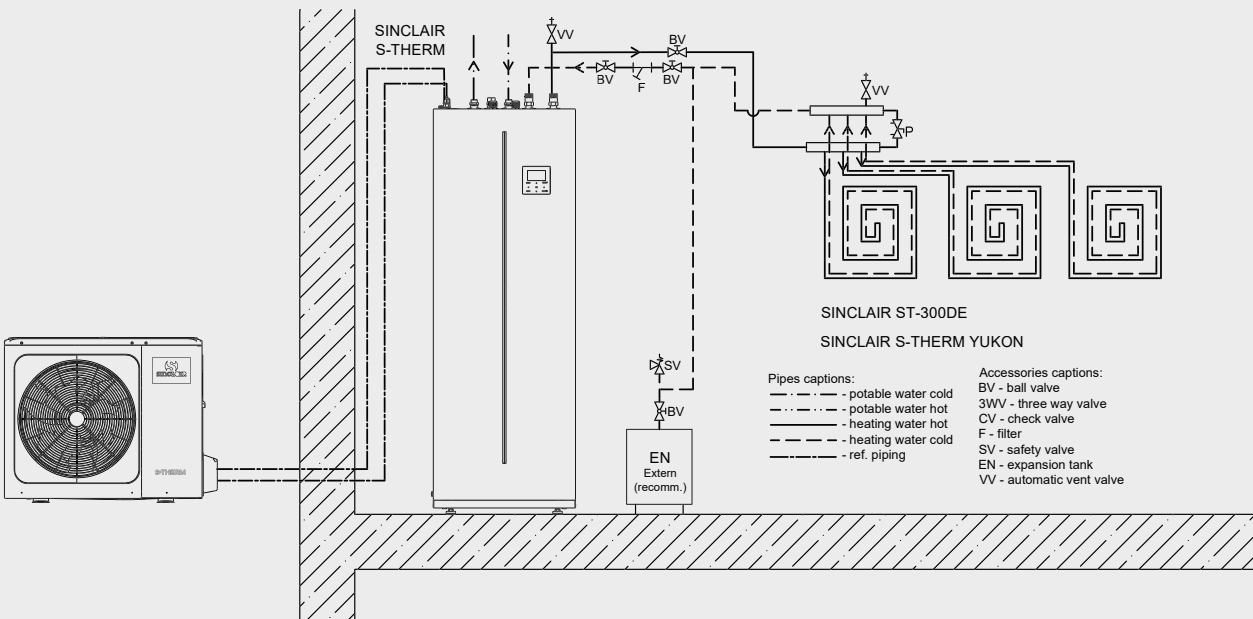 SINCLAIR
S-THERM
VV
BV
BV
F
BV
VV
P
SINCLAIR
S-THERM
SINCLAIR ST-300DE
SINCLAIR S-THERM YUKON
SV
BV
EN
Extern
(recomm.)
Pipes captions:
- potable water cold
- potable water hot
- heating water hot
- heating water cold
- ref. piping
Accessories captions:
BV - ball valve
3WV - three way valve
CV - check valve
F - filter
SV - safety valve
EN - expansion tank
VV - automatic vent valve